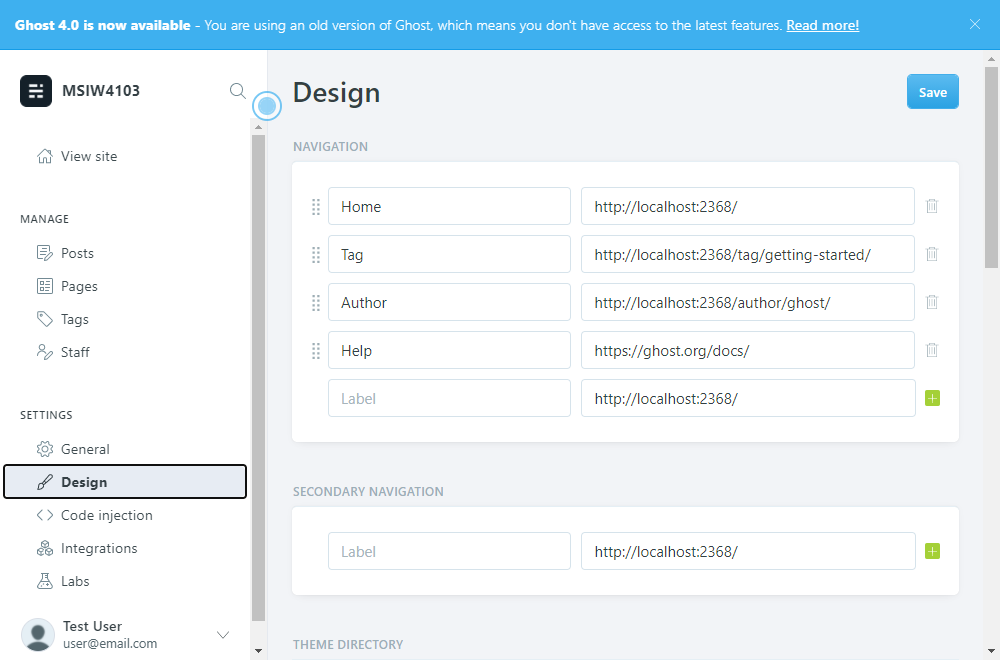 Ghost 4.0 is now available - You are using an old version of Ghost, which means you don't have access to the latest features. Read more!
MSIW4103
View site
MANAGE
Posts
Pages
Tags
Staff
SETTINGS
General
Design
Code injection
Integrations
Labs
Test User
user@email.com
Design
Save
NAVIGATION
Home http://localhost:2368/
Tag http://localhost:2368/tag/getting-started/
Author http://localhost:2368/author/ghost/
Help https://ghost.org/docs/
Label http://localhost:2368/
SECONDARY NAVIGATION
Label http://localhost:2368/
THEME DIRECTORY